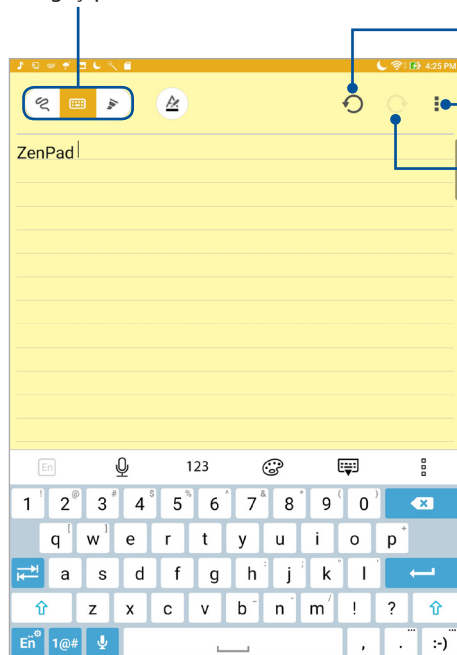 4:25 PM
ZenPad
En 123
1 ! 2 @ 3 # 4 $ 5 % 6 ^ 7 & 8 * 9 ( 0 )
q [ w ] e r t y u i o p +
a s d f g h : j ; k " l '
z x c v b - n _ m / ! ?
En 1@# , . ... :-) ...